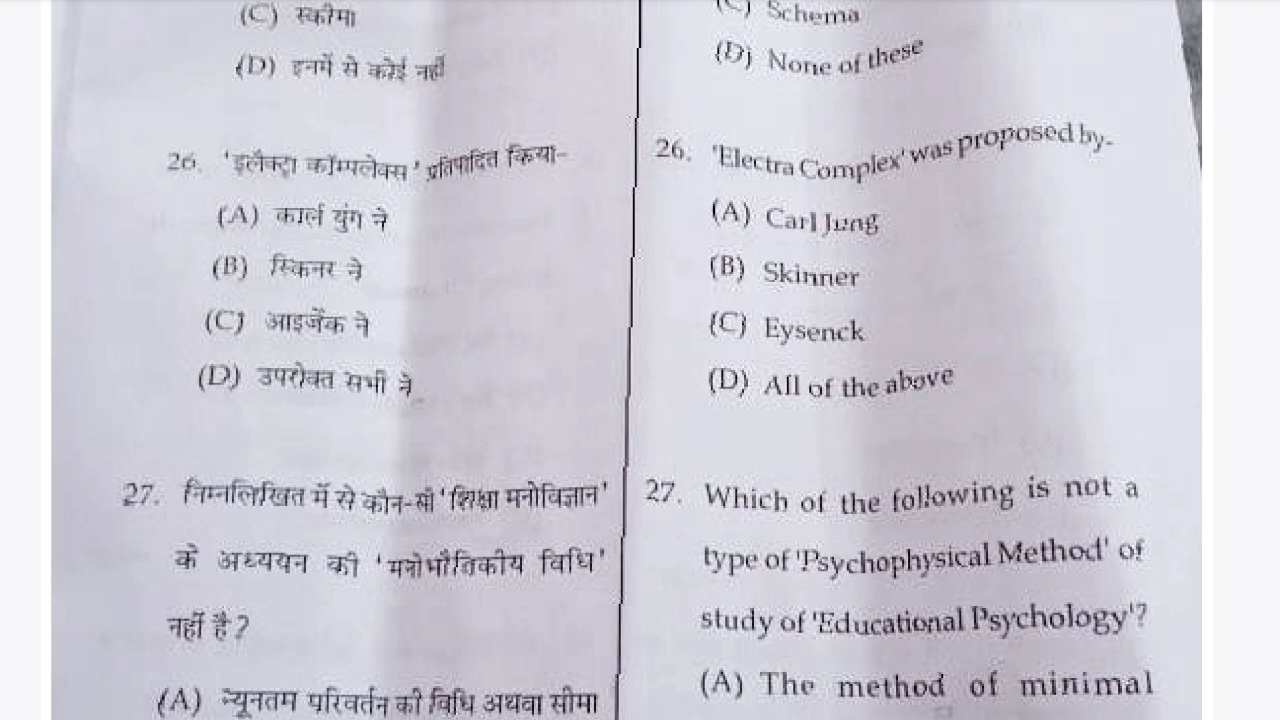 (C) स्कीमा
(D) इनमें से कोई नहीं
26. 'इलैक्ट्रा कॉम्पलेक्स' प्रतिपादित किया-
(A) कार्ल युंग ने
(B) स्किनर ने
(C) आइजैंक ने
(D) उपरोक्त सभी ने
27. निम्नलिखित में से कौन-सी 'शिक्षा मनोविज्ञान'
के अध्ययन की 'मनोभौतिकीय विधि'
नहीं है?
(A) न्यूनतम परिवर्तन की विधि अथवा सीमा
(C) Schema
(D) None of these
26. 'Electra Complex' was proposed by-
(A) Carl Jung
(B) Skinner
(C) Eysenck
(D) All of the above
27. Which of the following is not a
type of 'Psychophysical Method' of
study of 'Educational Psychology'?
(A) The method of minimal